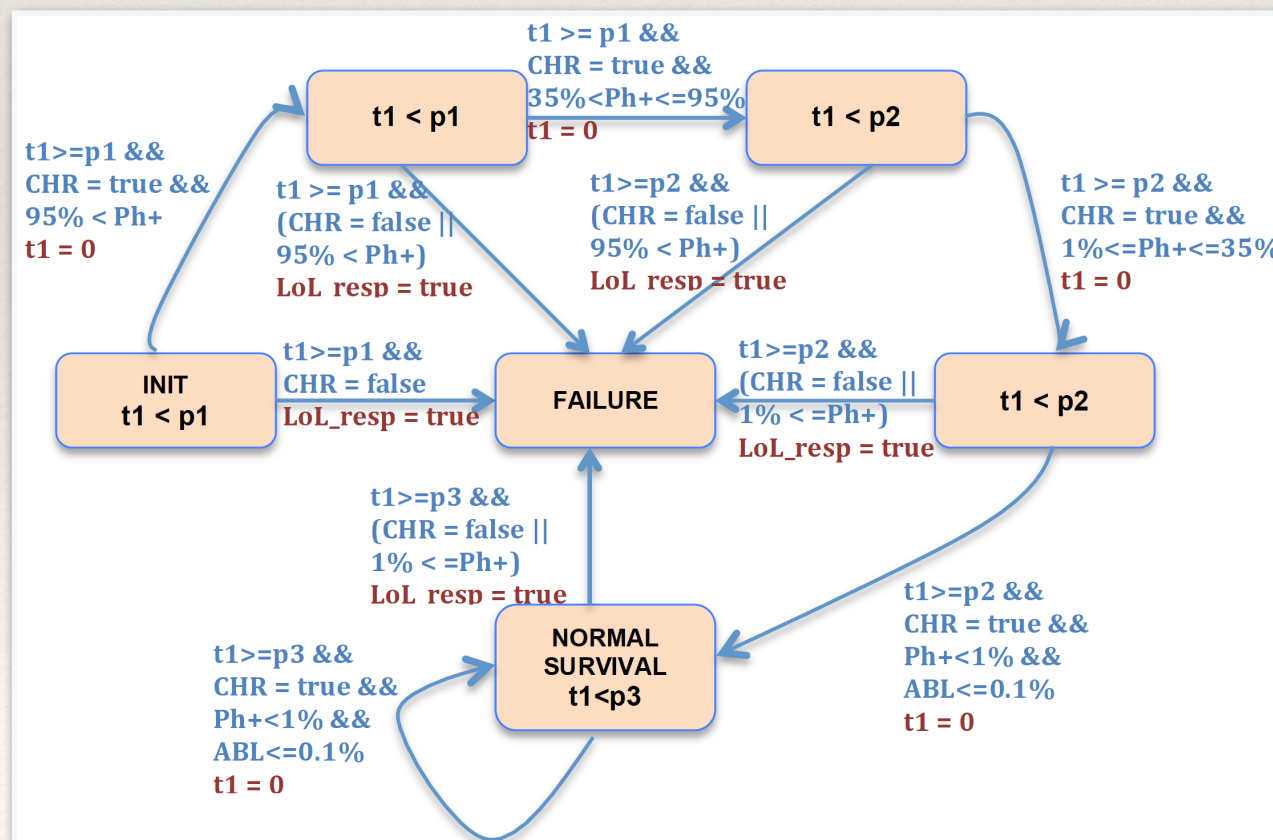 t1 >= p1 &&
CHR = true &&
35%<Ph+<=95%
t1 = 0
t1 < p1
t1 < p2
t1>=p1 &&
CHR = true &&
95% < Ph+
t1 = 0
t1 >= p1 &&
(CHR = false ||
95% < Ph+)
LoL_resp = true
t1>=p2 &&
(CHR = false ||
95% < Ph+)
LoL_resp = true
t1 >= p2 &&
CHR = true &&
1%<=Ph+<=35%
t1 = 0
INIT
t1 < p1
t1>=p1 &&
CHR = false
LoL_resp = true
FAILURE
t1>=p2 &&
(CHR = false ||
1% < =Ph+)
LoL_resp = true
t1 < p2
t1>=p3 &&
(CHR = false ||
1% < =Ph+)
LoL_resp = true
NORMAL
SURVIVAL
t1<p3
t1>=p2 &&
CHR = true &&
Ph+<1% &&
ABL<=0.1%
t1 = 0
t1>=p3 &&
CHR = true &&
Ph+<1% &&
ABL<=0.1%
t1 = 0